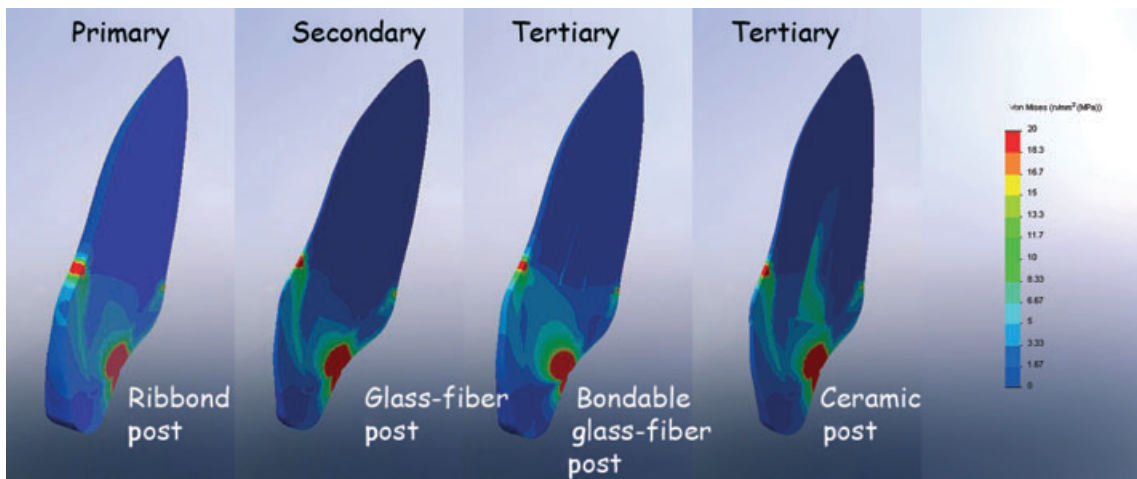 Primary
Secondary
Tertiary
Tertiary
Von Mises (n/mm² (MPa))
20
18.3
16.7
15
13.3
11.7
10
8.33
6.67
5
3.33
1.67
0
Ribbond
post
Glass-fiber
post
Bondable
glass-fiber
post
Ceramic
post